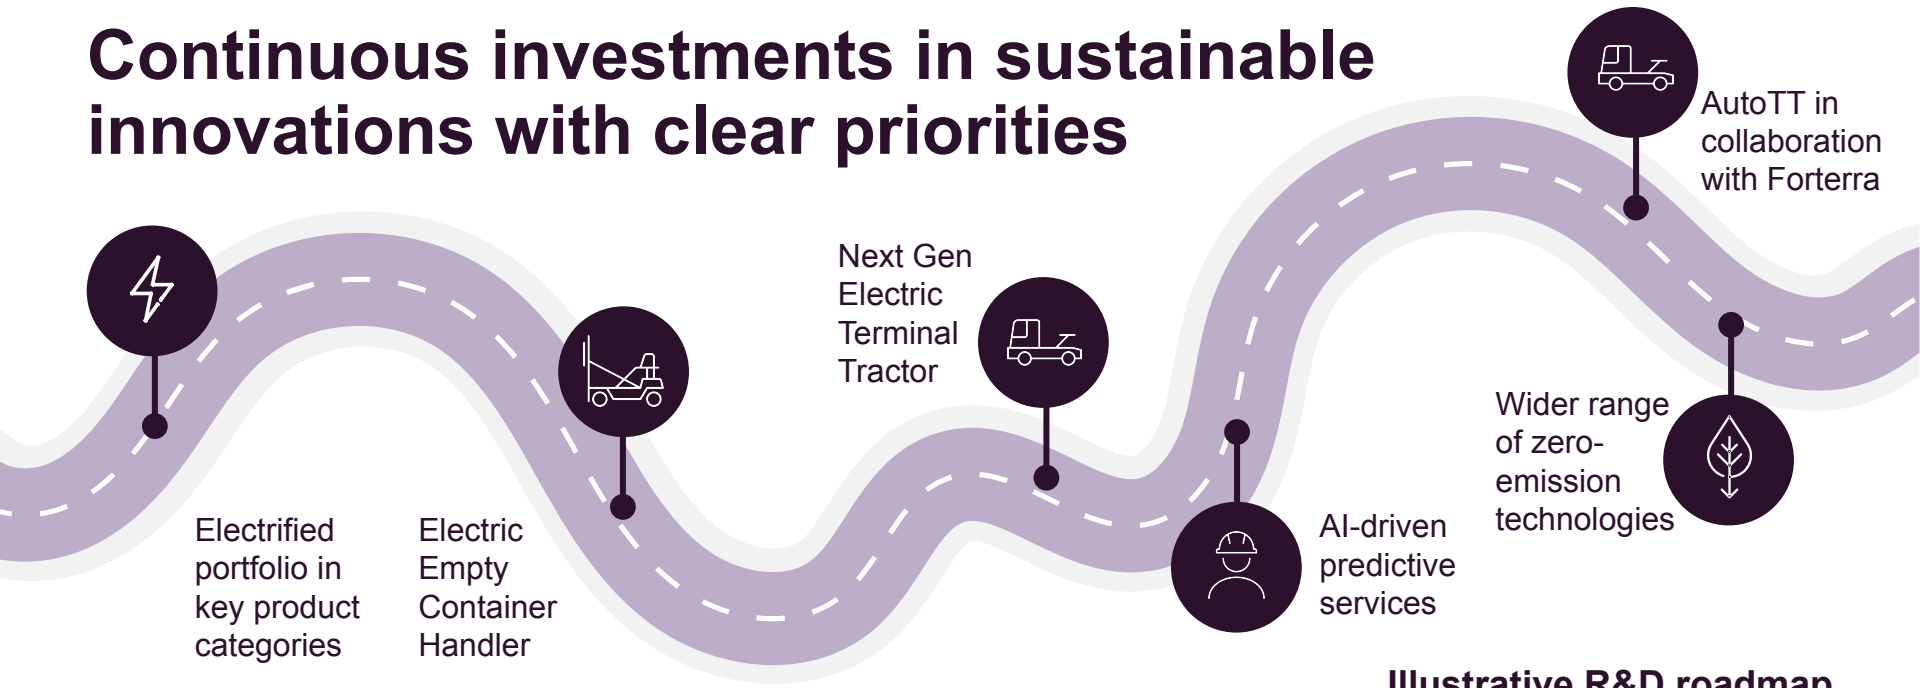 Continuous investments in sustainable
innovations with clear priorities
AutoTT in
collaboration
with Forterra
Next Gen
Electric
Terminal
Tractor
Wider range
of zero-
emission
technologies
Electrified
portfolio in
key product
categories
Electric
Empty
Container
Handler
AI-driven
predictive
services
Illustrative R&D roadmap